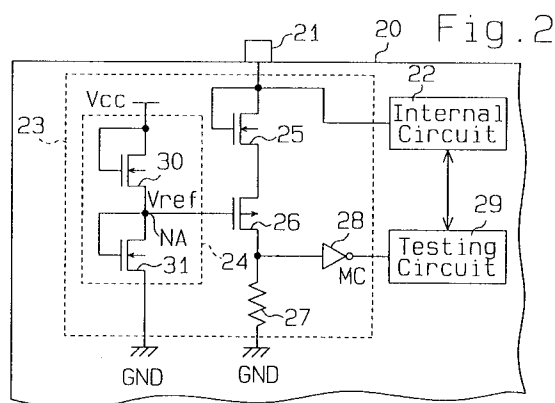 Fig.2
21
20
22
Internal
Circuit
23
Vcc
25
30
Vref
26
28
29
Testing
Circuit
NA
24
MC
31
27
GND
GND